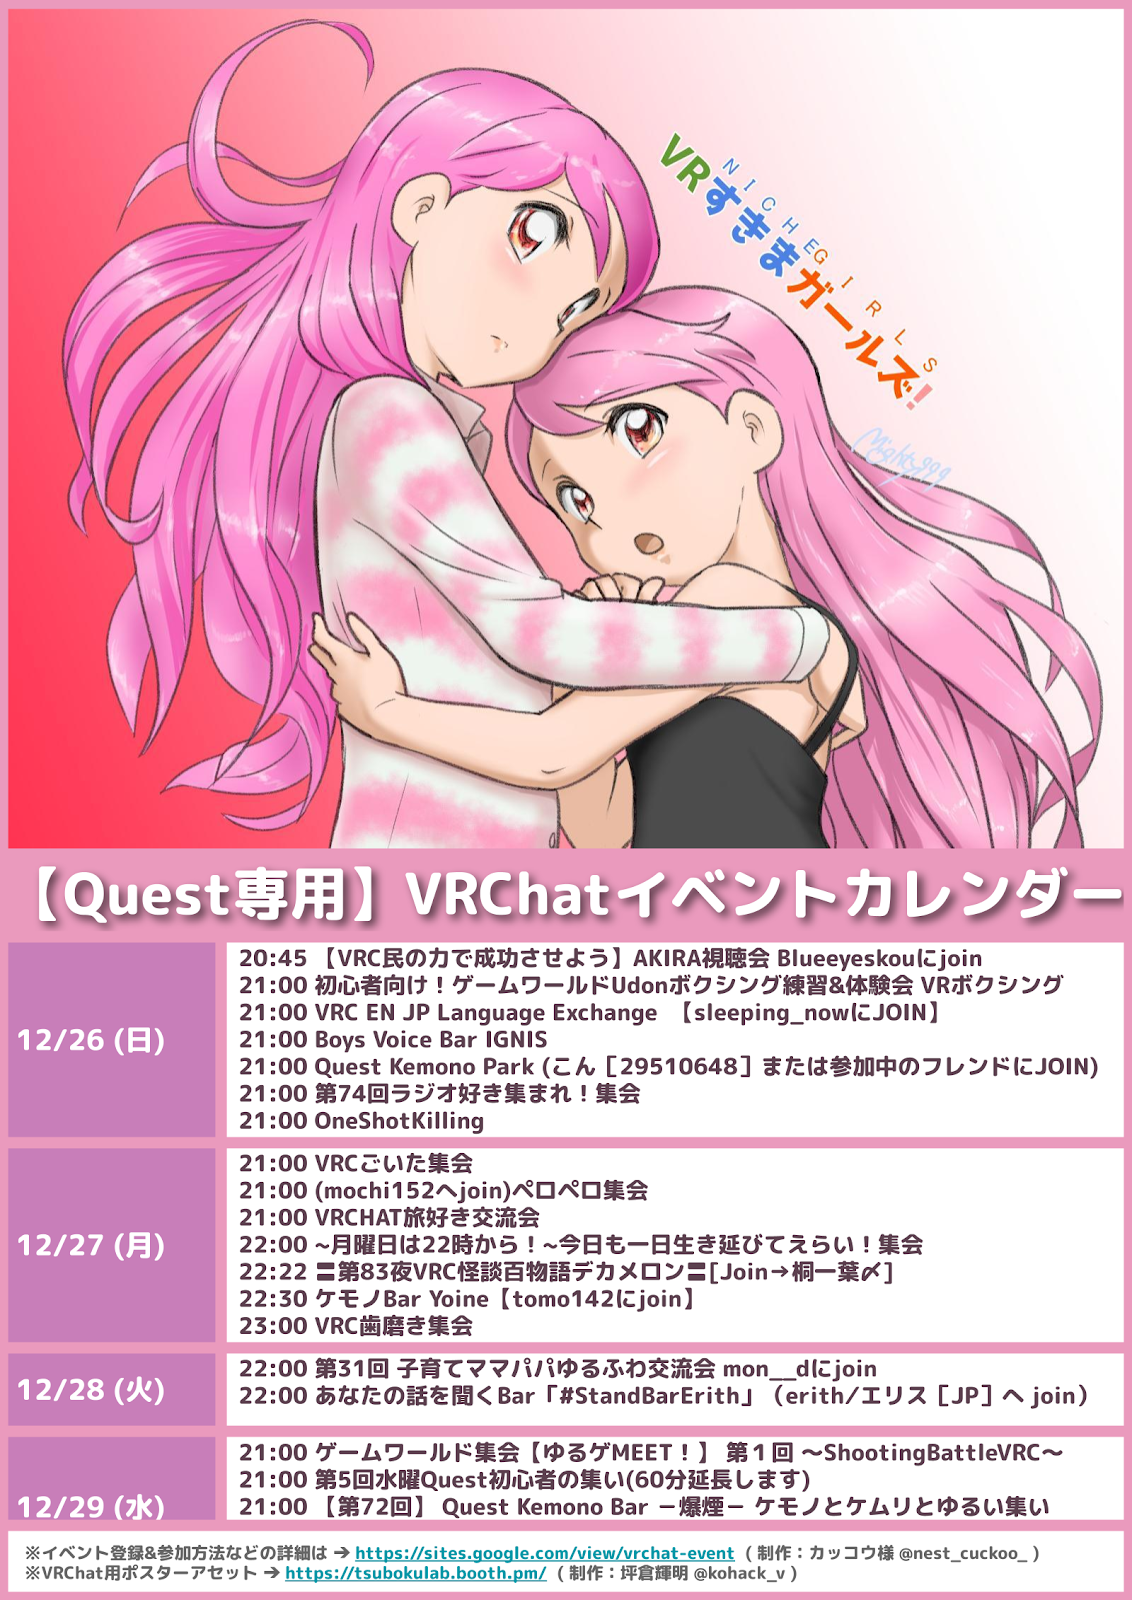 NICHE GIRLS
VRすきまガールズ!
Mighty999
【Quest専用】VRChatイベントカレンダー
12/26 (日)
20:45 【VRC民の力で成功させよう】AKIRA視聴会 Blueeyeskouにjoin
21:00 初心者向け！ゲームワールドUdonボクシング練習&体験会 VRボクシング
21:00 VRC EN JP Language Exchange 【sleeping_nowにJOIN】
21:00 Boys Voice Bar IGNIS
21:00 Quest Kemono Park (こん［29510648］または参加中のフレンドにJOIN)
21:00 第74回ラジオ好き集まれ！集会
21:00 OneShotKilling
12/27 (月)
21:00 VRCごいた集会
21:00 (mochi152へjoin)ペロペロ集会
21:00 VRCHAT旅好き交流会
22:00 ~月曜日は22時から！~今日も一日生き延びてえらい！集会
22:22 〓第83夜VRC怪談百物語デカメロン〓[Join→桐一葉〆]
22:30 ケモノBar Yoine【tomo142にjoin】
23:00 VRC歯磨き集会
12/28 (火)
22:00 第31回 子育てママパパゆるふわ交流会 mon__dにjoin
22:00 あなたの話を聞くBar「#StandBarErith」（erith/エリス［JP］へ join）
12/29 (水)
21:00 ゲームワールド集会【ゆるゲMEET！】 第１回 ～ShootingBattleVRC～
21:00 第5回水曜Quest初心者の集い(60分延長します)
21:00 【第72回】 Quest Kemono Bar －爆煙－ ケモノとケムリとゆるい集い
※イベント登録&参加方法などの詳細は ➔ https://sites.google.com/view/vrchat-event ( 制作：カッコウ様 @nest_cuckoo_ )
※VRChat用ポスターアセット ➔ https://tsubokulab.booth.pm/ ( 制作：坪倉輝明 @kohack_v )